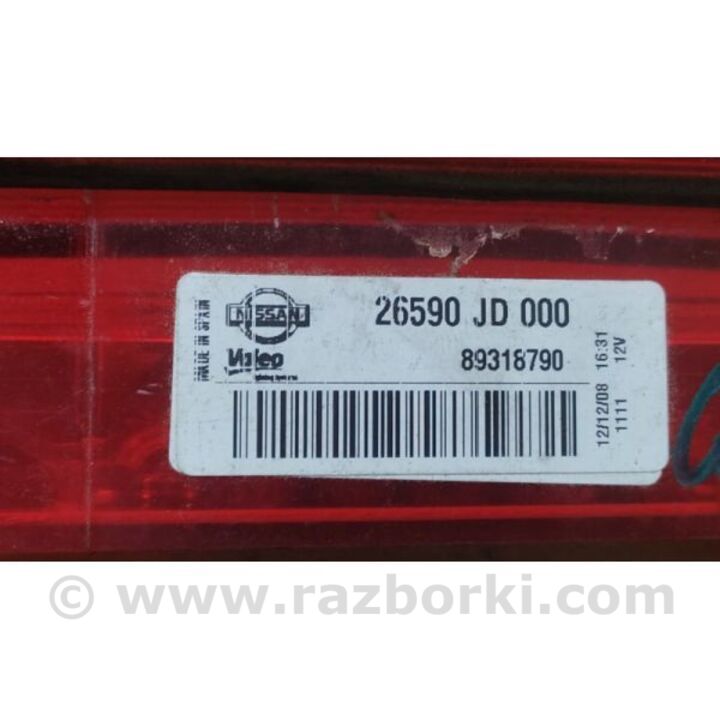 MADE IN SPAIN
NISSAN
26590 JD 000
Valeo
89318790
12/12/08 16:31
1111 12V
© www.razborki.com